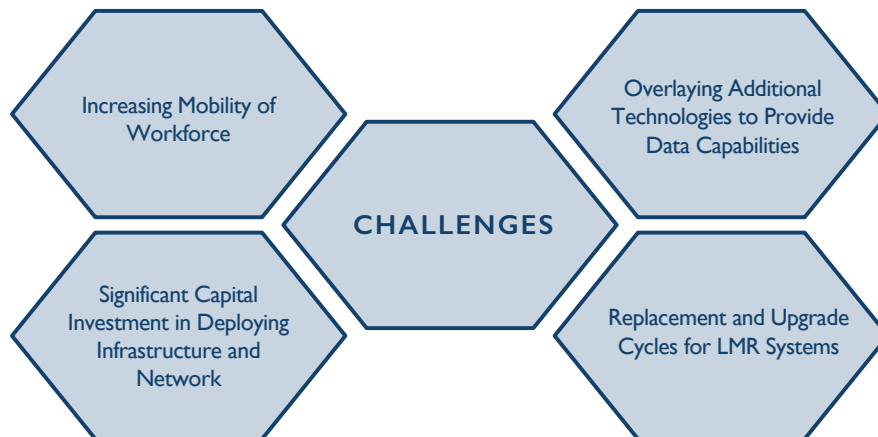 Increasing Mobility of
Workforce
Overlaying Additional
Technologies to Provide
Data Capabilities
CHALLENGES
Significant Capital
Investment in Deploying
Infrastructure and
Network
Replacement and Upgrade
Cycles for LMR Systems